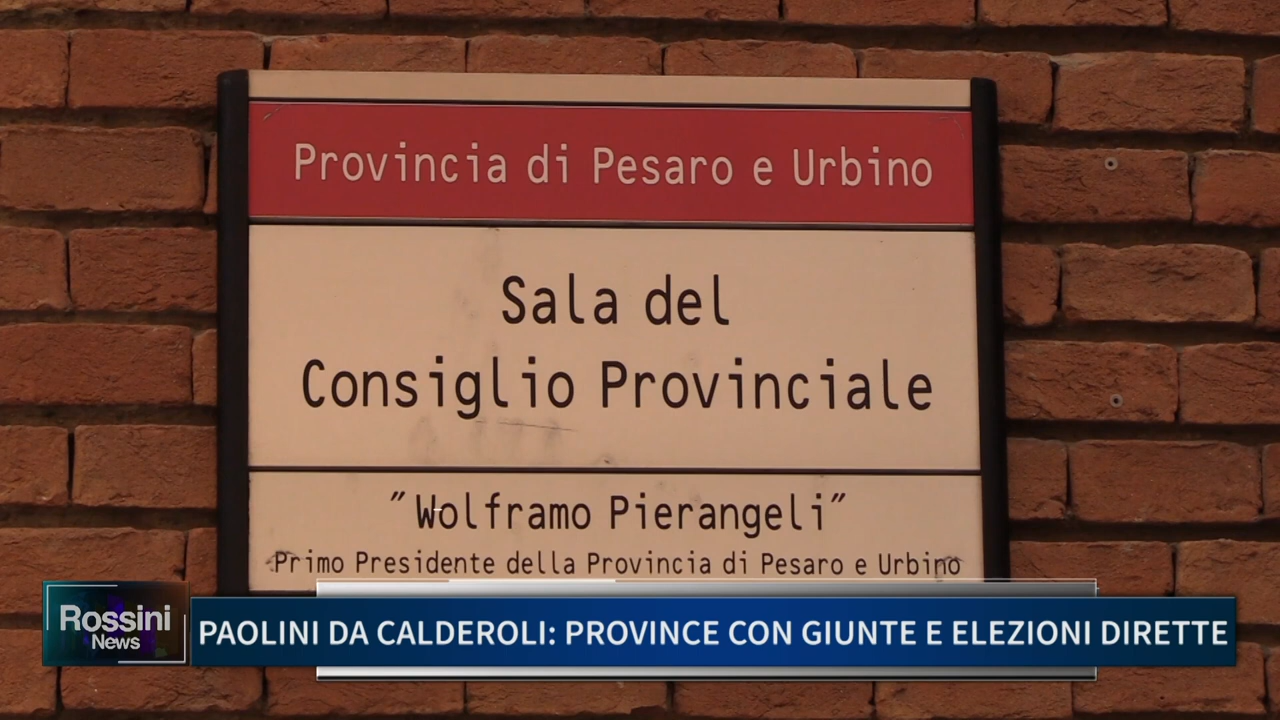 Provincia di Pesaro e Urbino
Sala del
Consiglio Provinciale
"Wolframo Pierangeli"
Primo Presidente della Provincia di Pesaro e Urbino
Rossini
News
PAOLINI DA CALDEROLI: PROVINCE CON GIUNTE E ELEZIONI DIRETTE